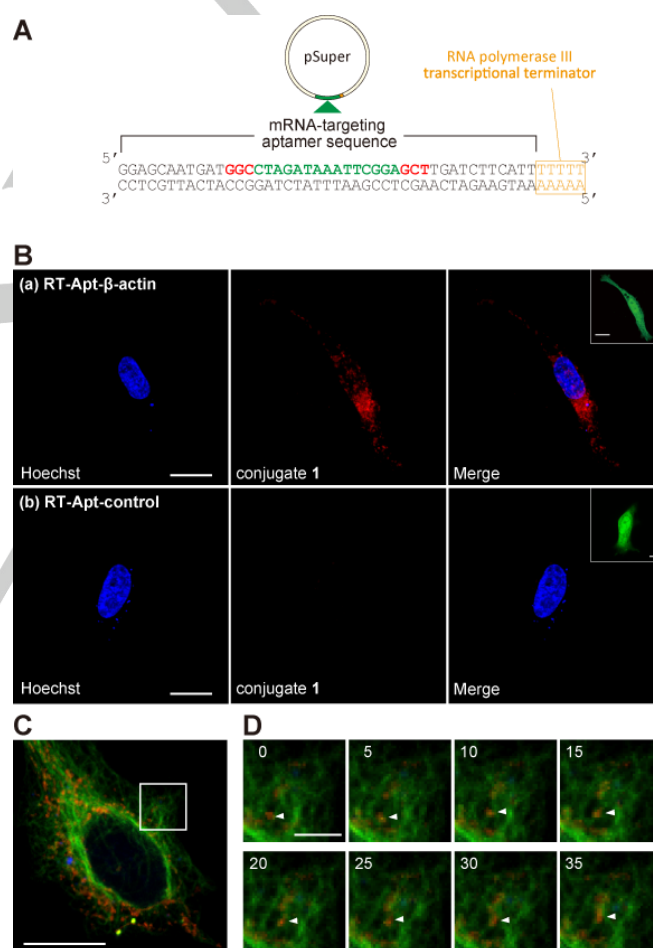 A
pSuper
RNA polymerase III
transcriptional terminator
mRNA-targeting
aptamer sequence
5' 3'
GGAGCAATGATGGCCTAGATAAATTCGGAGCTTGATCTTCATTTTTTT
CCTCGTTACTACCGGATCTATTTAAGCCTCGAACTAGAAGTAAAAAAA
3' 5'
B
(a) RT-Apt-β-actin
Hoechst conjugate 1 Merge
(b) RT-Apt-control
Hoechst conjugate 1 Merge
C D
0 5 10 15
20 25 30 35